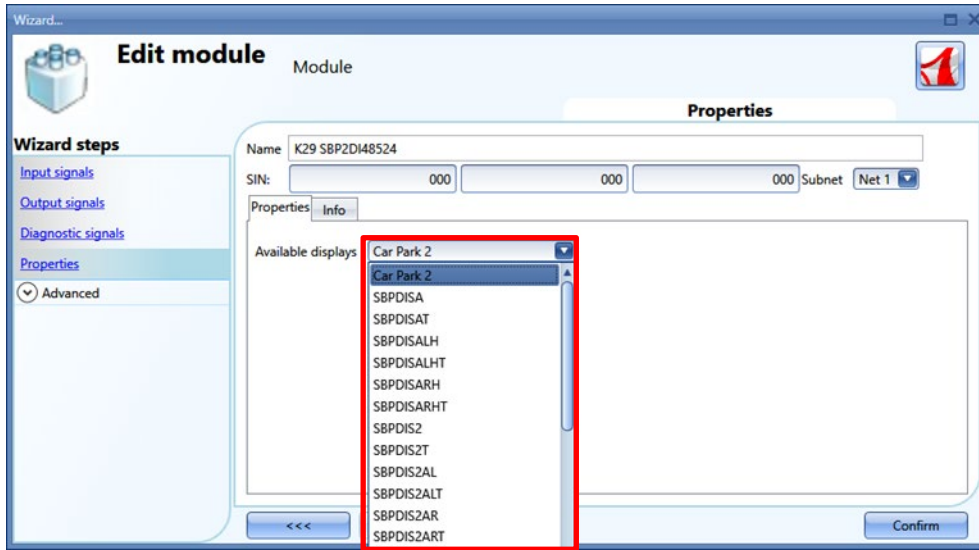 Wizard...
Edit module
Module
Properties
Wizard steps
Input signals
Output signals
Diagnostic signals
Properties
Advanced
Name K29 SBP2DI48524
SIN: 000 000 000 Subnet Net 1
Properties Info
Available displays Car Park 2
Car Park 2
SBPDISA
SBPDISAT
SBPDISALH
SBPDISALHT
SBPDISARH
SBPDISARHT
SBPDIS2
SBPDIS2T
SBPDIS2AL
SBPDIS2ALT
SBPDIS2AR
SBPDIS2ART
<<<
Confirm